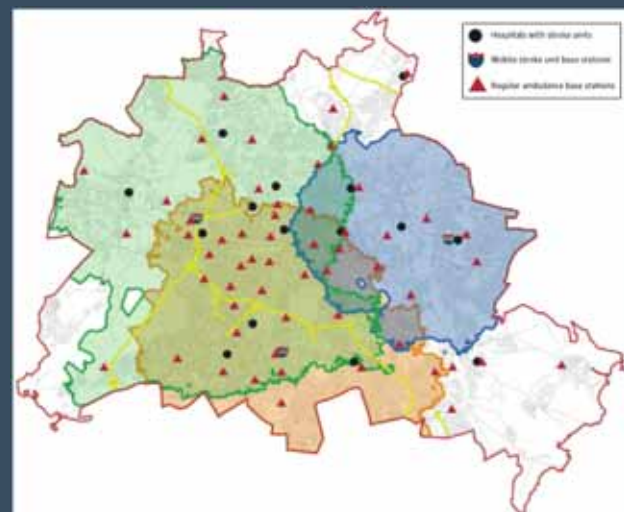 Hospitals with stroke units
Mobile stroke unit base stations
Regular ambulance base stations